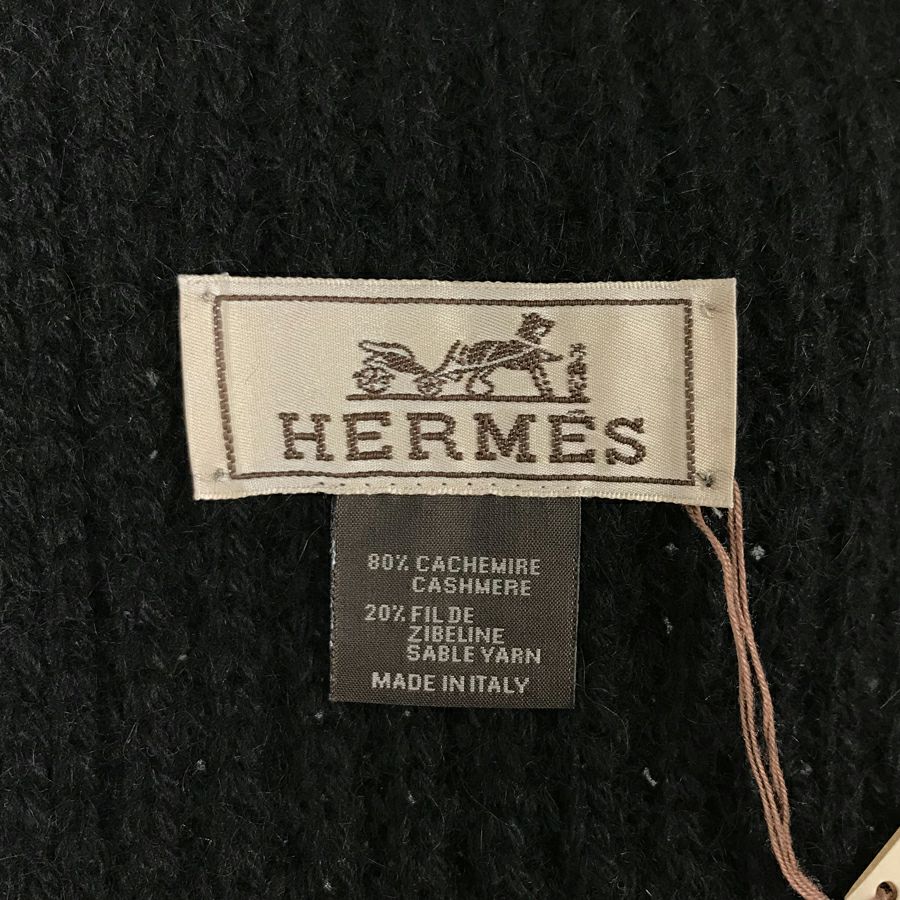 HERMÈS
80% CACHEMIRE
CASHMERE
20% FIL DE
ZIBELINE
SABLE YARN
MADE IN ITALY